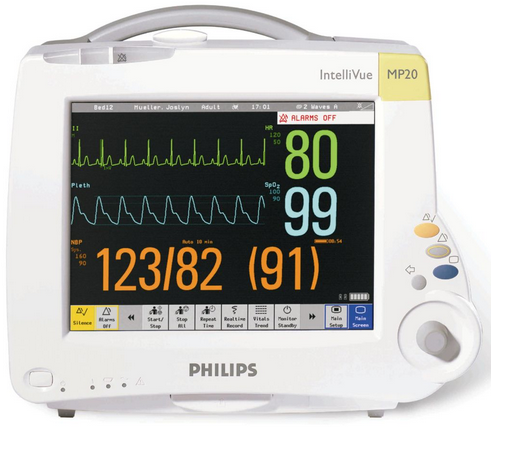 IntelliVue MP20
Bed12 Mueller, Joslyn Adult 17:01 2 Waves A
ALARMS OFF
II HR 120 50 80
Pleth SpO₂ 100 90 99
NBP Auto 10 min
Sys. 160 90 123/82 (91)
Silence Alarms OFF Start/Stop Stop All Repeat Time Realtime Record Vitals Trend Monitor Standby Main Setup Main Screen
PHILIPS